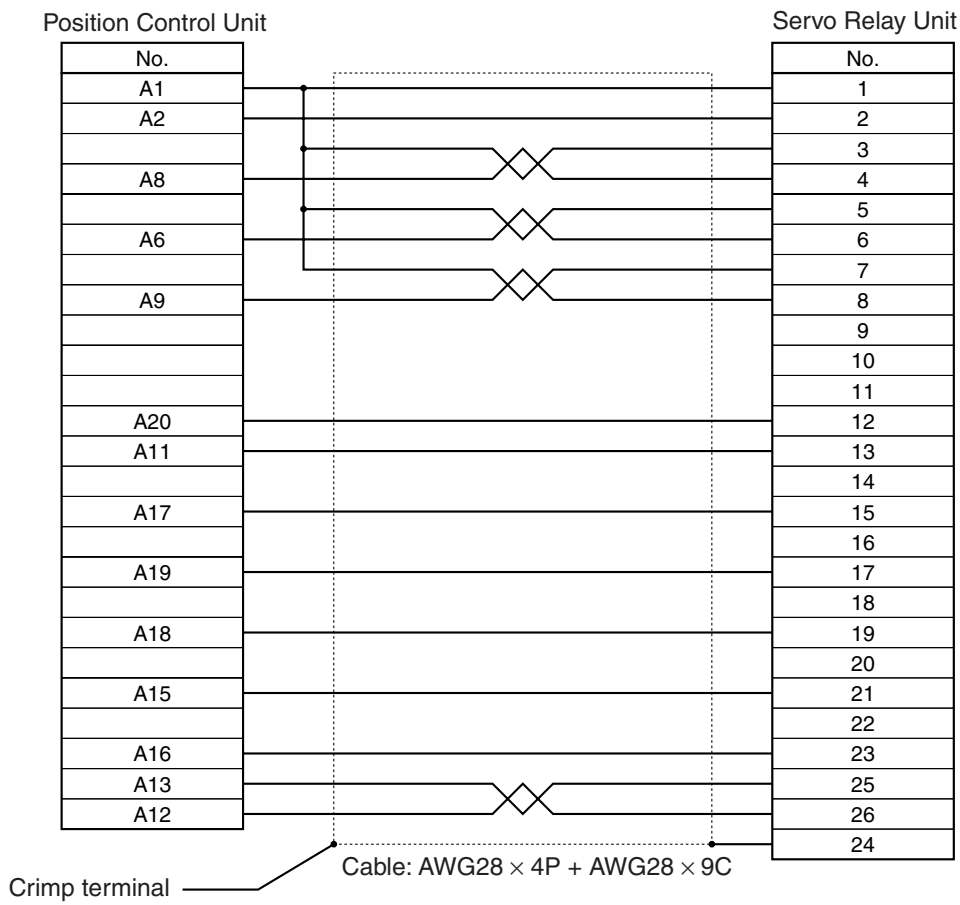 Position Control Unit Servo Relay Unit
No. No.
A1 1
A2 2
3
A8 4
5
A6 6
7
A9 8
9
10
11
A20 12
A11 13
14
A17 15
16
A19 17
18
A18 19
20
A15 21
22
A16 23
A13 25
A12 26
24
Cable: AWG28 × 4P + AWG28 × 9C
Crimp terminal